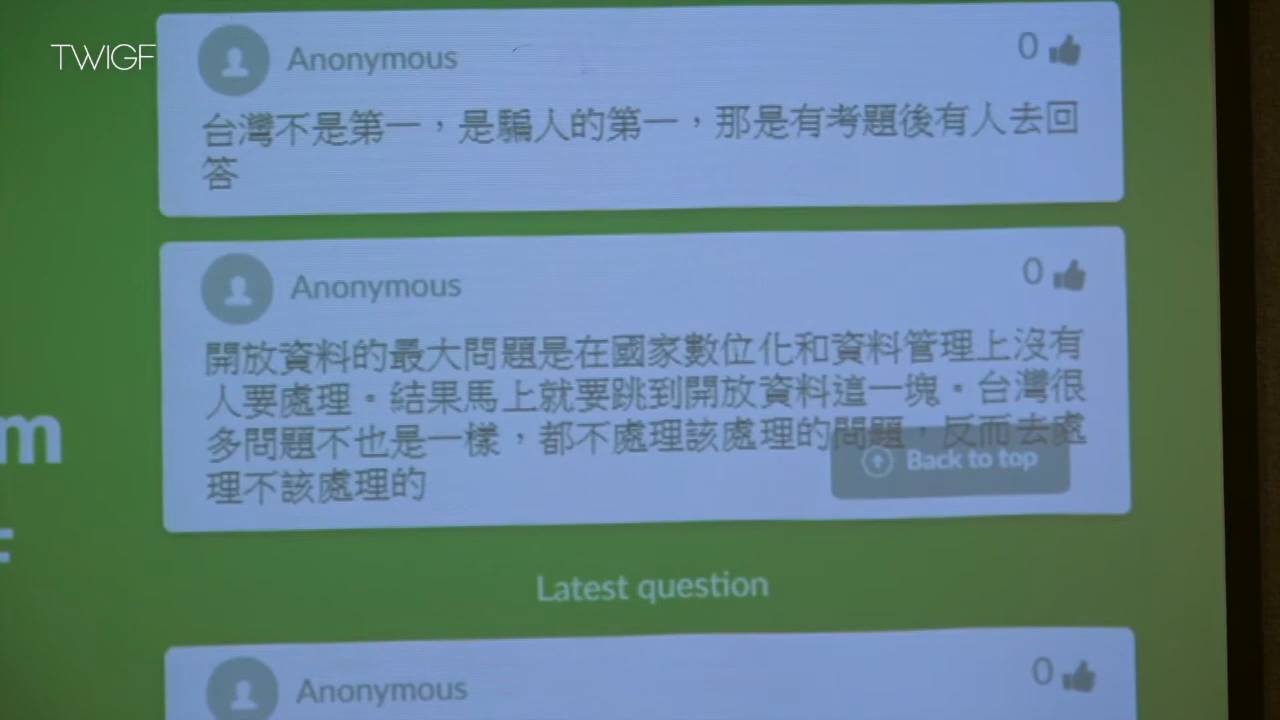 TWIGF
Anonymous
0
台灣不是第一，是騙人的第一，那是有考題後有人去回
答
Anonymous
0
開放資料的最大問題是在國家數位化和資料管理上沒有
人要處理。結果馬上就要跳到開放資料這一塊。台灣很
多問題不也是一樣，都不處理該處理的問題，反而去處
理不該處理的
Back to top
m
F
Latest question
Anonymous
0